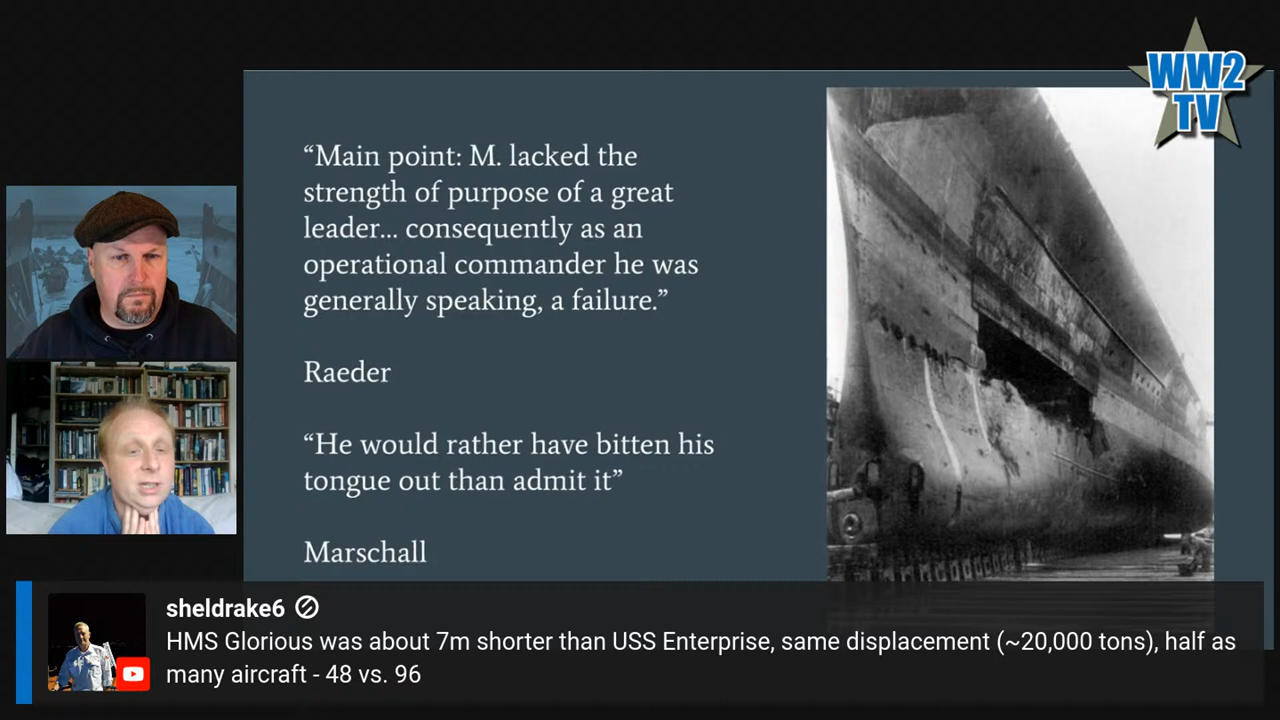 WW2
TV
“Main point: M. lacked the
strength of purpose of a great
leader... consequently as an
operational commander he was
generally speaking, a failure.”
Raeder
“He would rather have bitten his
tongue out than admit it”
Marschall
sheldrake6
HMS Glorious was about 7m shorter than USS Enterprise, same displacement (~20,000 tons), half as
many aircraft - 48 vs. 96